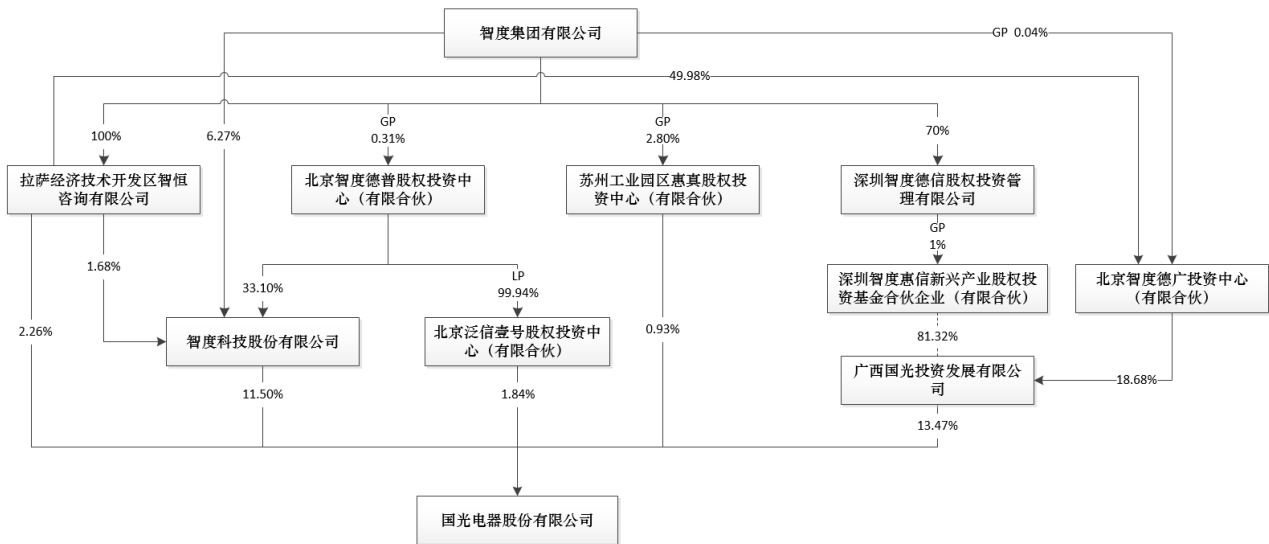 智度集团有限公司
GP 0.04%
49.98%
100%
6.27%
GP
0.31%
GP
2.80%
70%
拉萨经济技术开发区智恒
咨询有限公司
北京智度德普股权投资中
心（有限合伙）
苏州工业园区惠真股权投
资中心（有限合伙）
深圳智度德信股权投资管
理有限公司
GP
1%
1.68%
33.10%
LP
99.94%
深圳智度惠信新兴产业股权投
资基金合伙企业（有限合伙）
北京智度德广投资中心
（有限合伙）
2.26%
智度科技股份有限公司
北京泛信壹号股权投资中
心（有限合伙）
0.93%
81.32%
广西国光投资发展有限公
司
18.68%
11.50%
1.84%
13.47%
国光电器股份有限公司